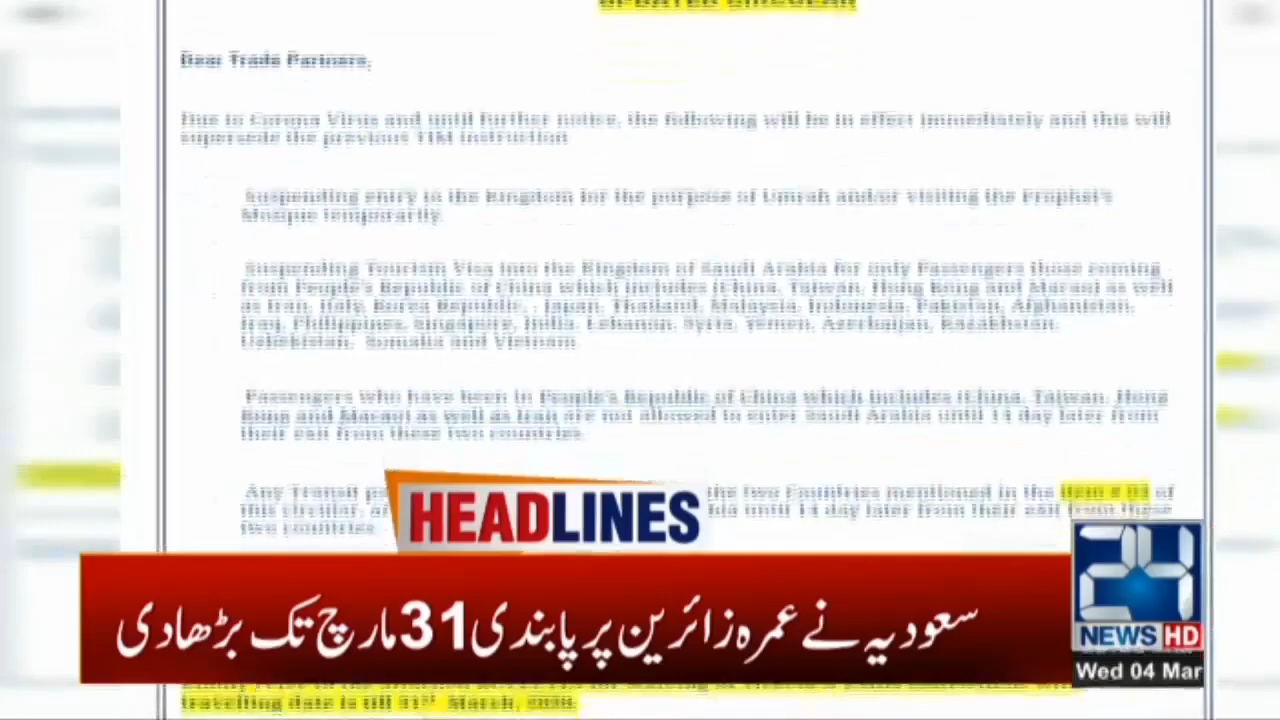 Dear Trade Partners,
Due to Corona Virus and until further notice, the following will be in effect immediately and this will
supersede the previous TIM instruction
Suspending entry to the Kingdom for the purpose of Umrah and/or visiting the Prophet's
Mosque temporarily
Suspending Tourism Visa into the Kingdom of Saudi Arabia for only Passengers those coming
from People's Republic of China which includes (China, Taiwan, Hong Kong and Macau) as well
as Iran, Italy, Korea Republic, Japan, Thailand, Malaysia, Indonesia, Pakistan, Afghanistan,
Iraq, Philippines, Singapore, India, Lebanon, Syria, Yemen, Azerbaijan, Kazakhstan,
Uzbekistan, Somalia and Vietnam
Passengers who have been in People's Republic of China which includes (China, Taiwan, Hong
Kong and Macau) as well as Iran are not allowed to enter Saudi Arabia until 14 day later from
their exit from these two countries
Any Transit the two Countries mentioned in the of
this circular, until 14 day later from their exit from these
two countries
HEADLINES
سعودیہ نے عمرہ زائرین پر پابندی 31 مارچ تک بڑھادی
24
NEWS HD
Wed 04 Mar